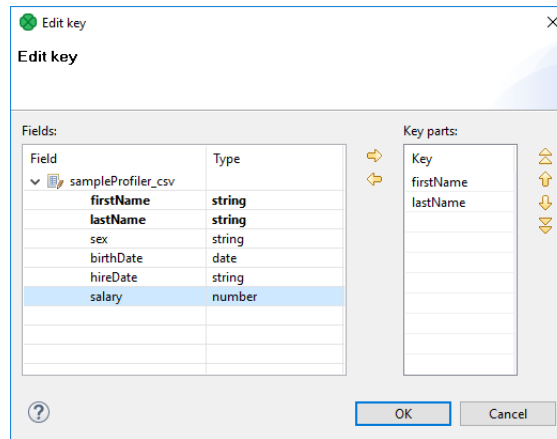 Edit key
Edit key
Fields:
Key parts:
Field Type
sampleProfiler_csv
firstName string
lastName string
sex string
birthDate date
hireDate string
salary number
Key
firstName
lastName
?
OK Cancel